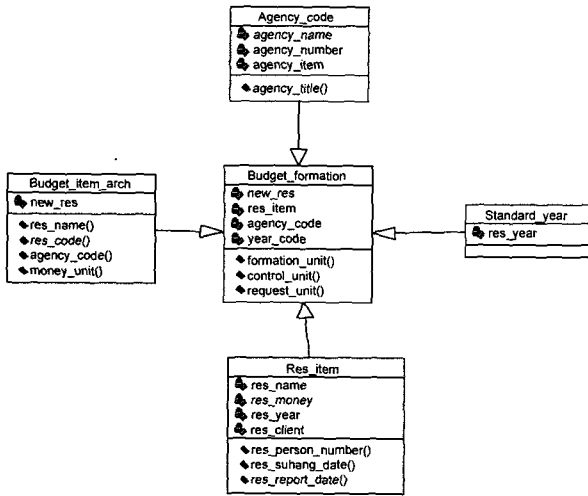 Agency_code
agency_name
agency_number
agency_item
agency_title()
Budget_item_arch
new_res
res_name()
res_code()
agency_code()
money_unit()
Budget_formation
new_res
res_item
agency_code
year_code
formation_unit()
control_unit()
request_unit()
Standard_year
res_year
Res_item
res_name
res_money
res_year
res_client
res_person_number()
res_suhang_date()
res_report_date()